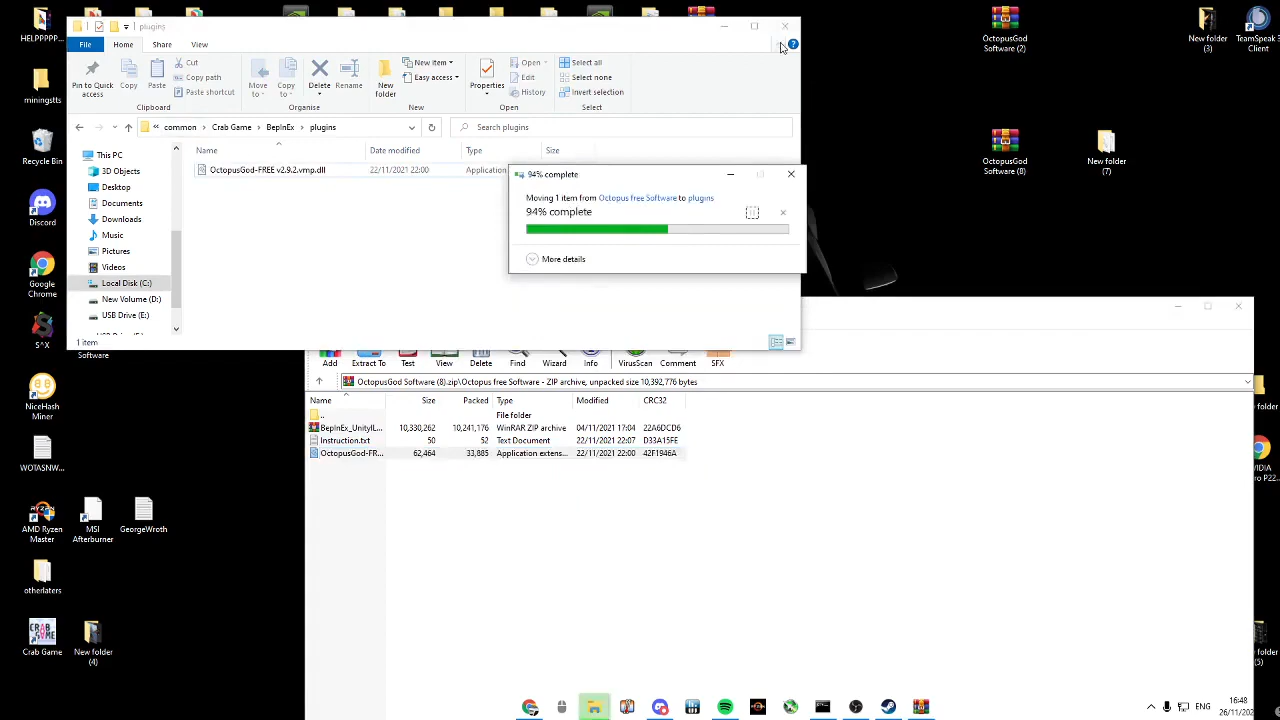 plugins
File
Home
Share
View
Pin to Quick access
Copy
Paste
Cut
Copy path
Paste shortcut
Clipboard
Move to
Copy to
Delete
Rename
Organise
New folder
New item
Easy access
New
Properties
Open
Edit
History
Open
Select all
Select none
Invert selection
Select
« common > Crab Game > BepInEx > plugins
Search plugins
Name
Date modified
Type
Size
This PC
3D Objects
Desktop
Documents
Downloads
Music
Pictures
Videos
Local Disk (C:)
New Volume (D:)
USB Drive (E:)
OctopusGod-FREE v2.9.2.vmp.dll
22/11/2021 22:00
Application
1 item
94% complete
Moving 1 item from Octopus free Software to plugins
94% complete
More details
Add
Extract To
Test
View
Delete
Find
Wizard
Info
VirusScan
Comment
SFX
OctopusGod Software (8).zip\Octopus free Software - ZIP archive, unpacked size 10,392,776 bytes
Name
Size
Packed
Type
Modified
CRC32
.. File folder
BepInEx_UnityIL... 10,330,262 10,241,176 WinRAR ZIP archive 04/11/2021 17:04 22A6DCD6
Instruction.txt 50 52 Text Document 22/11/2021 22:07 D33A15FE
OctopusGod-FR... 62,464 33,885 Application extens... 22/11/2021 22:00 42F1946A
HELPPPPP...
miningstts
Recycle Bin
Discord
Google Chrome
S^X
Software
NiceHash Miner
WOTASNW...
AMD Ryzen Master
MSI Afterburner
GeorgeWroth
otherlaters
CRAB GAME
Crab Game
New folder (4)
OctopusGod Software (2)
New folder (3)
TeamSpeak 3 Client
OctopusGod Software (8)
New folder (7)
ENG
16:48